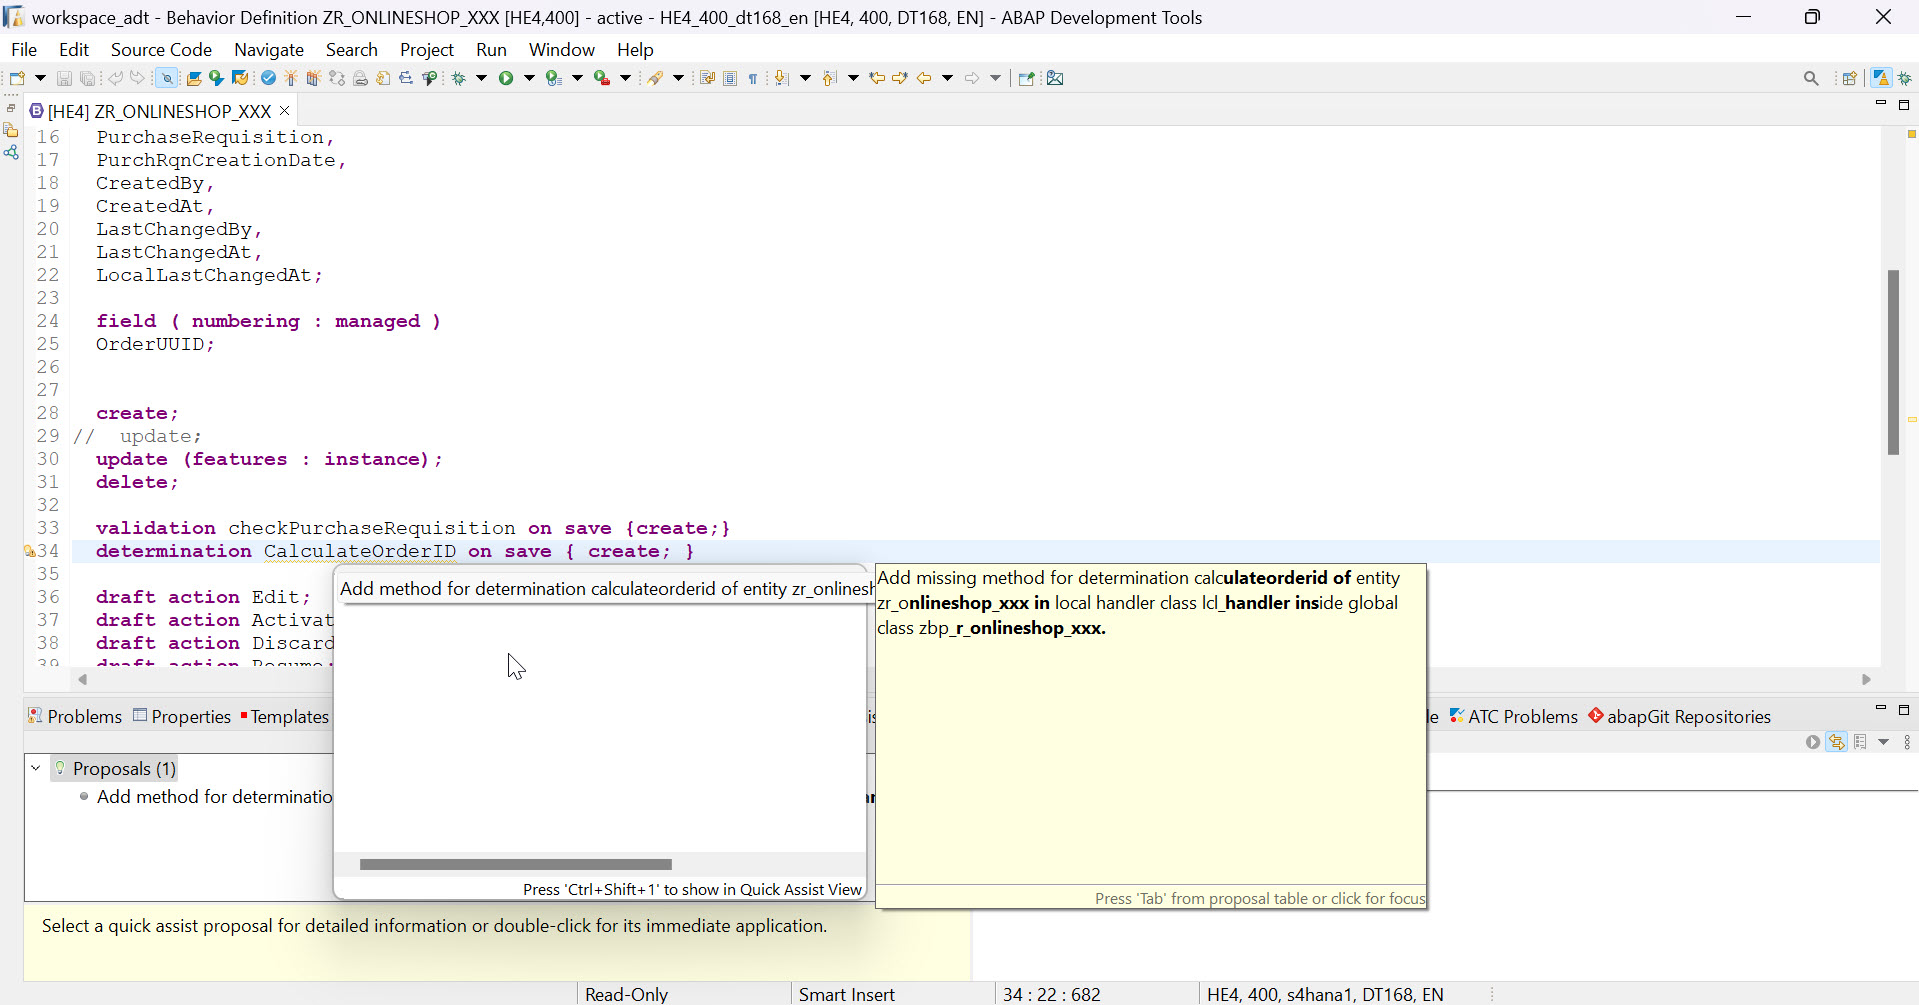 workspace_adt - Behavior Definition ZR_ONLINESHOP_XXX [HE4,400] - active - HE4_400_dt168_en [HE4, 400, DT168, EN] - ABAP Development Tools
File Edit Source Code Navigate Search Project Run Window Help
[HE4] ZR_ONLINESHOP_XXX
16 PurchaseRequisition,
17 PurchRqnCreationDate,
18 CreatedBy,
19 CreatedAt,
20 LastChangedBy,
21 LastChangedAt,
22 LocalLastChangedAt;
23
24 field ( numbering : managed )
25 OrderUUID;
26
27
28 create;
29 // update;
30 update (features : instance);
31 delete;
32
33 validation checkPurchaseRequisition on save {create;}
34 determination CalculateOrderID on save { create; }
35
36 draft action Edit;
37 draft action Activat
38 draft action Discard
39 draft action Resume;
Add method for determination calculateorderid of entity zr_onlinesh
Press 'Ctrl+Shift+1' to show in Quick Assist View
Add missing method for determination calculateorderid of entity
zr_onlineshop_xxx in local handler class lcl_handler inside global
class zbp_r_onlineshop_xxx.
Press 'Tab' from proposal table or click for focus
Problems Properties Templates
ATC Problems abapGit Repositories
Proposals (1)
Add method for determinatio
Select a quick assist proposal for detailed information or double-click for its immediate application.
Read-Only Smart Insert 34 : 22 : 682 HE4, 400, s4hana1, DT168, EN